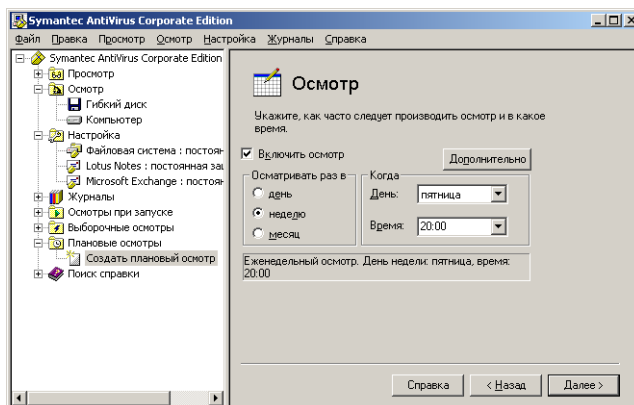 Symantec AntiVirus Corporate Edition
Файл Правка Просмотр Осмотр Настройка Журналы Справка
Symantec AntiVirus Corporate Edition
Просмотр
Осмотр
Гибкий диск
Компьютер
Настройка
Файловая система : постоян
Lotus Notes : постоянная защ
Microsoft Exchange : постоян
Журналы
Осмотры при запуске
Выборочные осмотры
Плановые осмотры
Создать плановый осмотр
Поиск справки
Осмотр
Укажите, как часто следует производить осмотр и в какое
время.
Включить осмотр
Дополнительно
Осматривать раз в
день
неделю
месяц
Когда
День: пятница
Время: 20:00
Еженедельный осмотр. День недели: пятница, время:
20:00
Справка
< Назад
Далее >